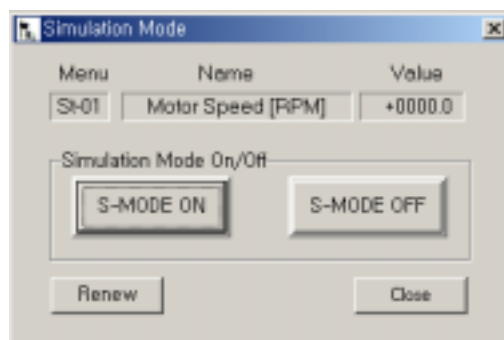 Simulation Mode
Menu Name Value
St-01 Motor Speed [RPM] +0000.0
Simulation Mode On/Off
S-MODE ON S-MODE OFF
Renew Close